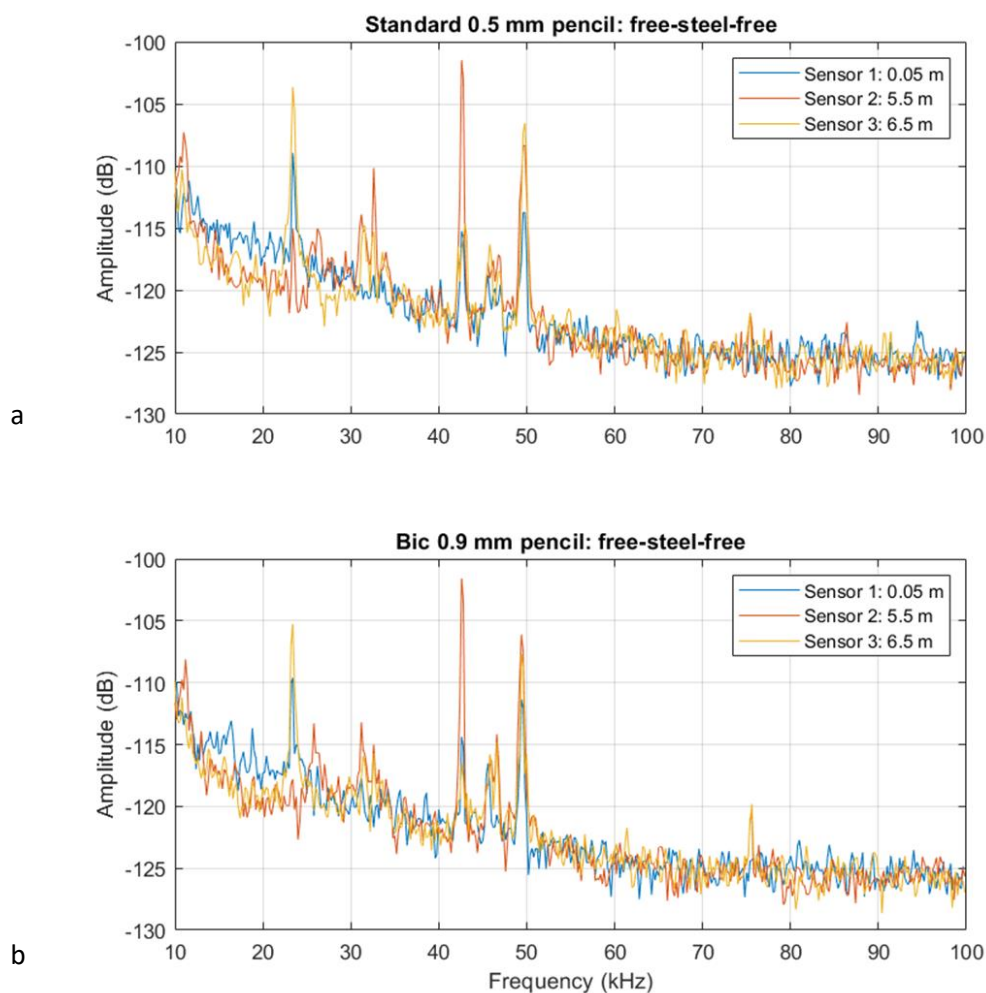 Standard 0.5 mm pencil: free-steel-free
-100
-105
-110
-115
-120
-125
-130
Amplitude (dB)
Sensor 1: 0.05 m
Sensor 2: 5.5 m
Sensor 3: 6.5 m
10 20 30 40 50 60 70 80 90 100
a
Bic 0.9 mm pencil: free-steel-free
-100
-105
-110
-115
-120
-125
-130
Amplitude (dB)
Sensor 1: 0.05 m
Sensor 2: 5.5 m
Sensor 3: 6.5 m
10 20 30 40 50 60 70 80 90 100
Frequency (kHz)
b